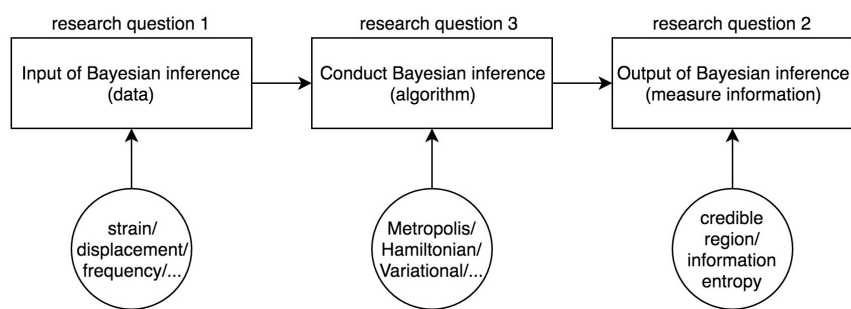 research question 1
Input of Bayesian inference
(data)
strain/
displacement/
frequency/...
research question 3
Conduct Bayesian inference
(algorithm)
Metropolis/
Hamiltonian/
Variational/...
research question 2
Output of Bayesian inference
(measure information)
credible
region/
information
entropy